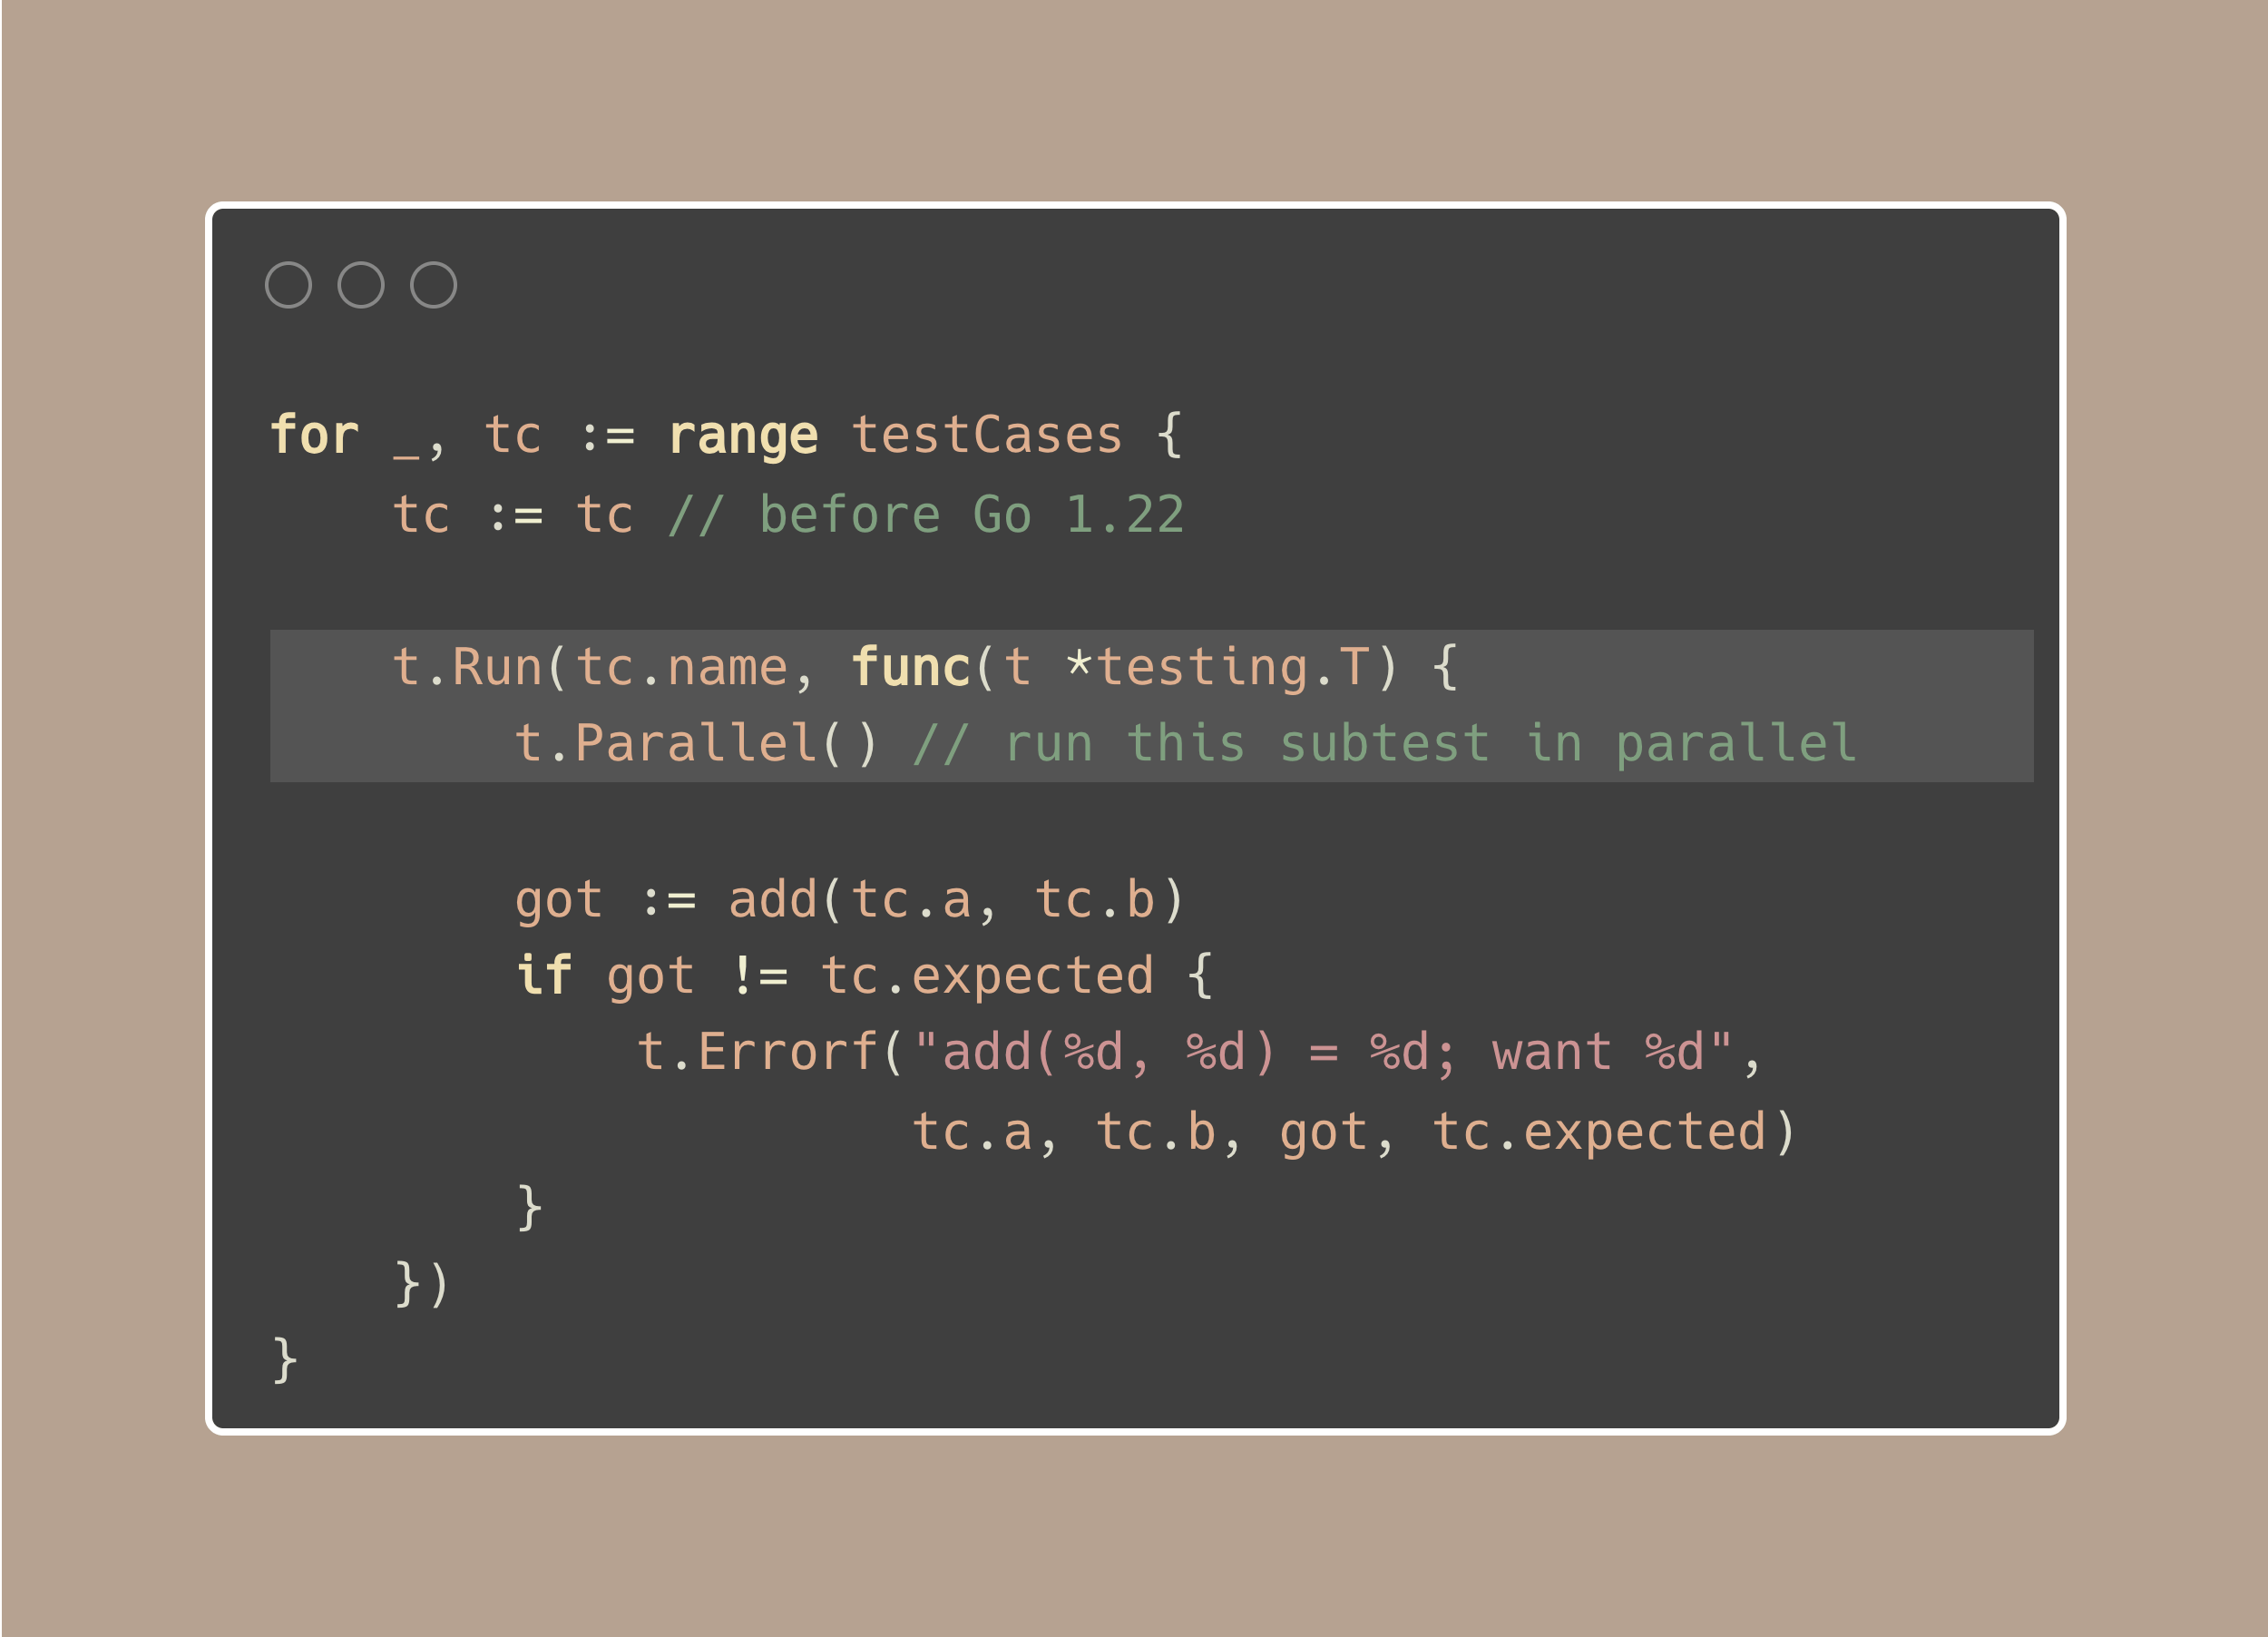 for _, tc := range testCases {
    tc := tc // before Go 1.22

    t.Run(tc.name, func(t *testing.T) {
        t.Parallel() // run this subtest in parallel

        got := add(tc.a, tc.b)
        if got != tc.expected {
            t.Errorf("add(%d, %d) = %d; want %d",
                     tc.a, tc.b, got, tc.expected)
        }
    })
}